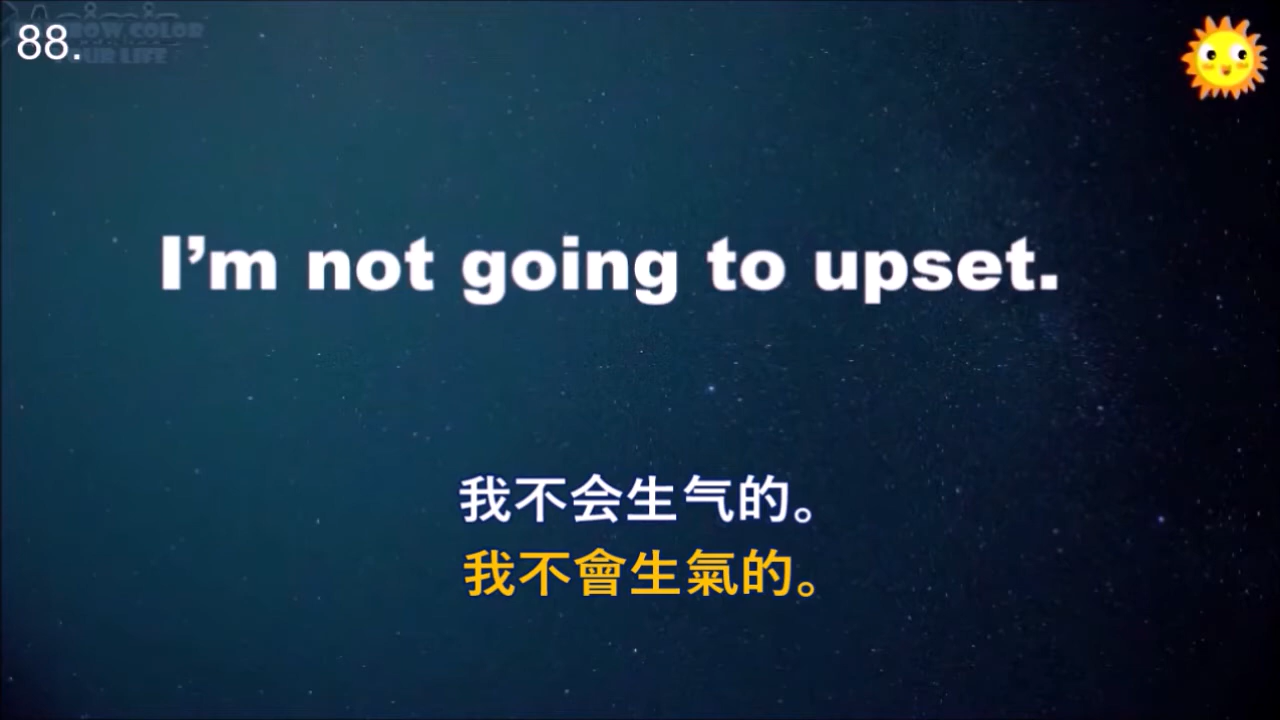 88.
I’m not going to upset.
我不会生气的。
我不會生氣的。